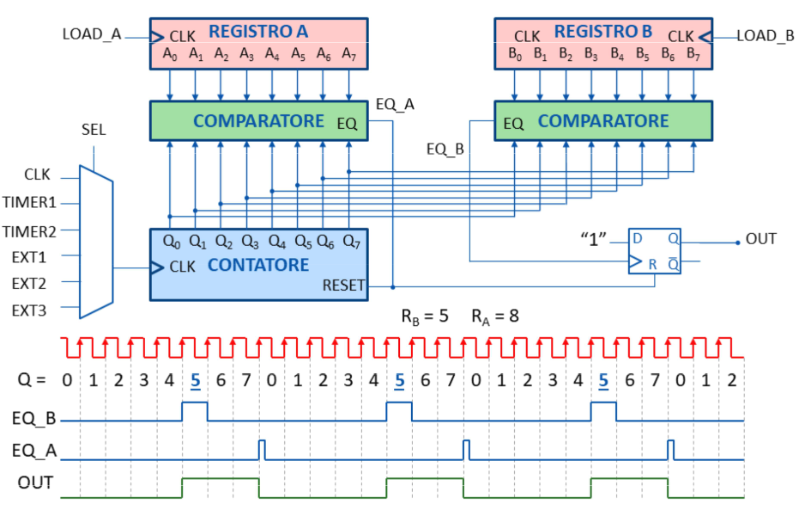 LOAD_A
CLK REGISTRO A
A0 A1 A2 A3 A4 A5 A6 A7
REGISTRO B
CLK CLK
LOAD_B
B0 B1 B2 B3 B4 B5 B6 B7
COMPARATORE EQ
EQ_A
EQ COMPARATORE
EQ_B
SEL
CLK
TIMER1
TIMER2
EXT1
EXT2
EXT3
Q0 Q1 Q2 Q3 Q4 Q5 Q6 Q7
CLK CONTATORE
RESET
“1”
D Q
R Q̅
OUT
RB = 5 RA = 8
Q = 0 1 2 3 4 5 6 7 0 1 2 3 4 5 6 7 0 1 2 3 4 5 6 7 0 1 2
EQ_B
EQ_A
OUT